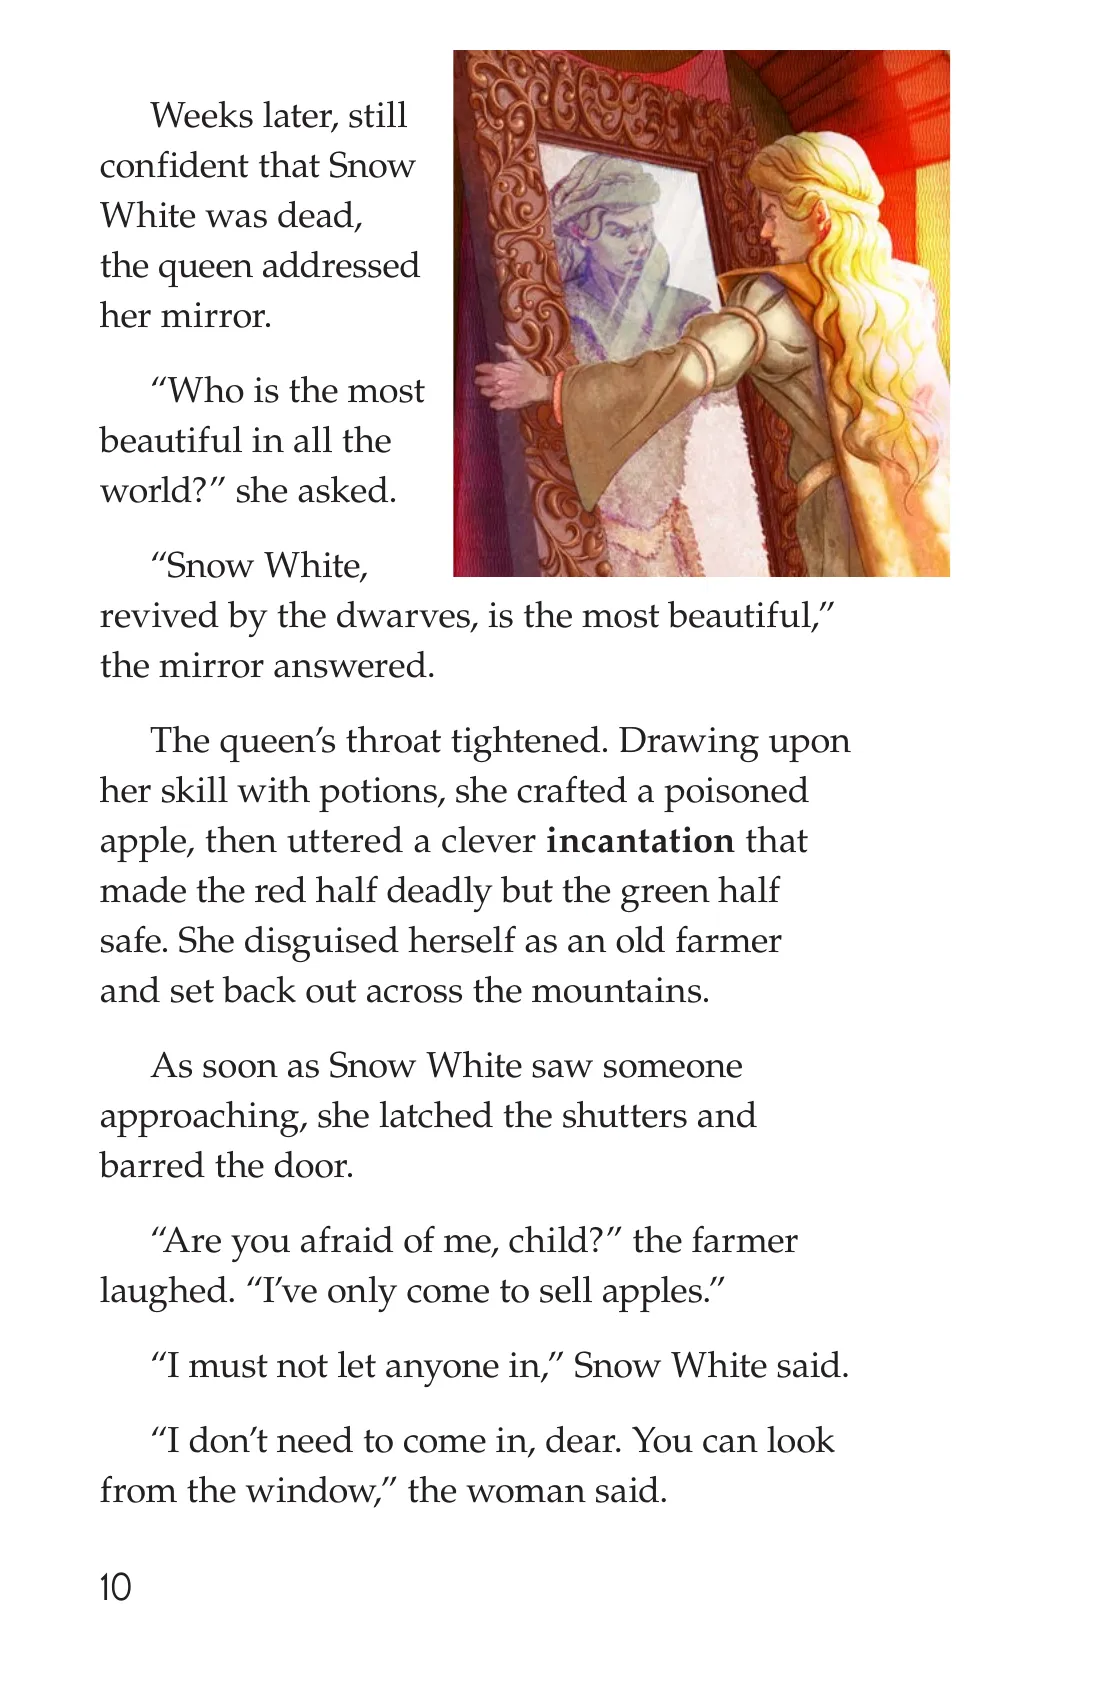 Weeks later, still
confident that Snow
White was dead,
the queen addressed
her mirror.
“Who is the most
beautiful in all the
world?” she asked.
“Snow White,
revived by the dwarves, is the most beautiful,”
the mirror answered.
The queen’s throat tightened. Drawing upon
her skill with potions, she crafted a poisoned
apple, then uttered a clever incantation that
made the red half deadly but the green half
safe. She disguised herself as an old farmer
and set back out across the mountains.
As soon as Snow White saw someone
approaching, she latched the shutters and
barred the door.
“Are you afraid of me, child?” the farmer
laughed. “I’ve only come to sell apples.”
“I must not let anyone in,” Snow White said.
“I don’t need to come in, dear. You can look
from the window,” the woman said.
10